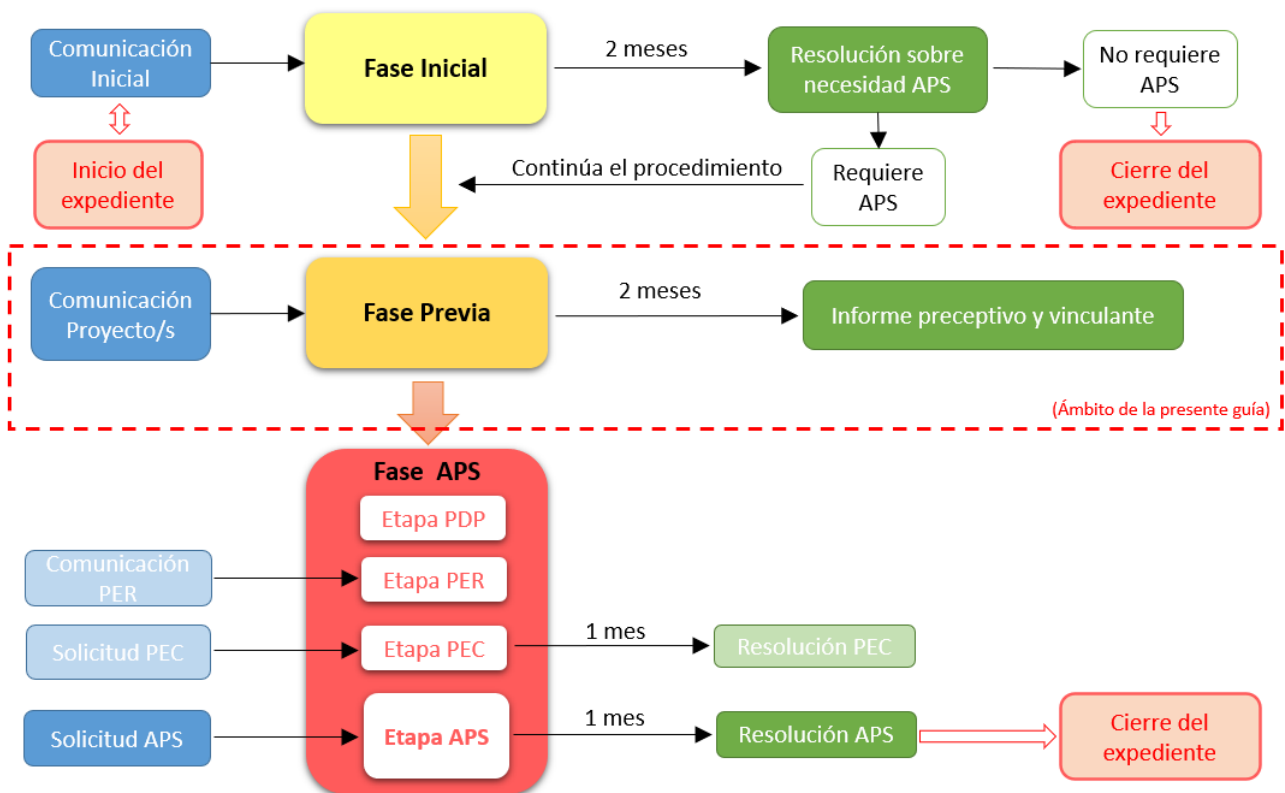 Comunicación
Inicial
Fase Inicial
2 meses
Resolución sobre
necesidad APS
No requiere
APS
Inicio del
expediente
Continúa el procedimiento
Requiere
APS
Cierre del
expediente
Comunicación
Proyecto/s
Fase Previa
2 meses
Informe preceptivo y vinculante
(Ámbito de la presente guía)
Fase APS
Etapa PDP
Comunicación
PER
Etapa PER
Solicitud PEC
Etapa PEC
1 mes
Resolución PEC
Solicitud APS
Etapa APS
1 mes
Resolución APS
Cierre del
expediente